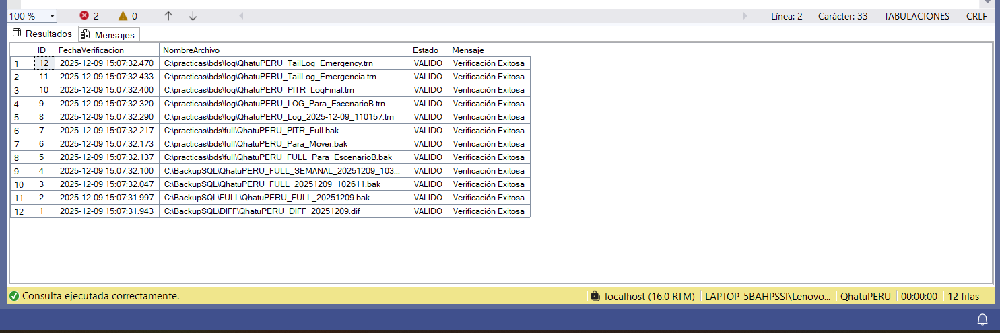 100 % 2 0 Línea: 2 Carácter: 33 TABULACIONES CRLF
Resultados Mensajes
ID FechaVerificacion NombreArchivo Estado Mensaje
1 12 2025-12-09 15:07:32.470 C:\practicas\bds\log\QhatuPERU_TailLog_Emergency.trn VALIDO Verificación Exitosa
2 11 2025-12-09 15:07:32.433 C:\practicas\bds\log\QhatuPERU_TailLog_Emergencia.trn VALIDO Verificación Exitosa
3 10 2025-12-09 15:07:32.400 C:\practicas\bds\log\QhatuPERU_PITR_LogFinal.trn VALIDO Verificación Exitosa
4 9 2025-12-09 15:07:32.320 C:\practicas\bds\log\QhatuPERU_LOG_Para_EscenarioB.trn VALIDO Verificación Exitosa
5 8 2025-12-09 15:07:32.290 C:\practicas\bds\log\QhatuPERU_Log_2025-12-09_110157.trn VALIDO Verificación Exitosa
6 7 2025-12-09 15:07:32.217 C:\practicas\bds\full\QhatuPERU_PITR_Full.bak VALIDO Verificación Exitosa
7 6 2025-12-09 15:07:32.173 C:\practicas\bds\full\QhatuPERU_Para_Mover.bak VALIDO Verificación Exitosa
8 5 2025-12-09 15:07:32.137 C:\practicas\bds\full\QhatuPERU_FULL_Para_EscenarioB.bak VALIDO Verificación Exitosa
9 4 2025-12-09 15:07:32.100 C:\BackupSQL\QhatuPERU_FULL_SEMANAL_20251209_103... VALIDO Verificación Exitosa
10 3 2025-12-09 15:07:32.047 C:\BackupSQL\QhatuPERU_FULL_20251209_102611.bak VALIDO Verificación Exitosa
11 2 2025-12-09 15:07:31.997 C:\BackupSQL\FULL\QhatuPERU_FULL_20251209.bak VALIDO Verificación Exitosa
12 1 2025-12-09 15:07:31.943 C:\BackupSQL\DIFF\QhatuPERU_DIFF_20251209.dif VALIDO Verificación Exitosa
Consulta ejecutada correctamente. localhost (16.0 RTM) LAPTOP-5BAHPSSI\Lenovo... QhatuPERU 00:00:00 12 filas